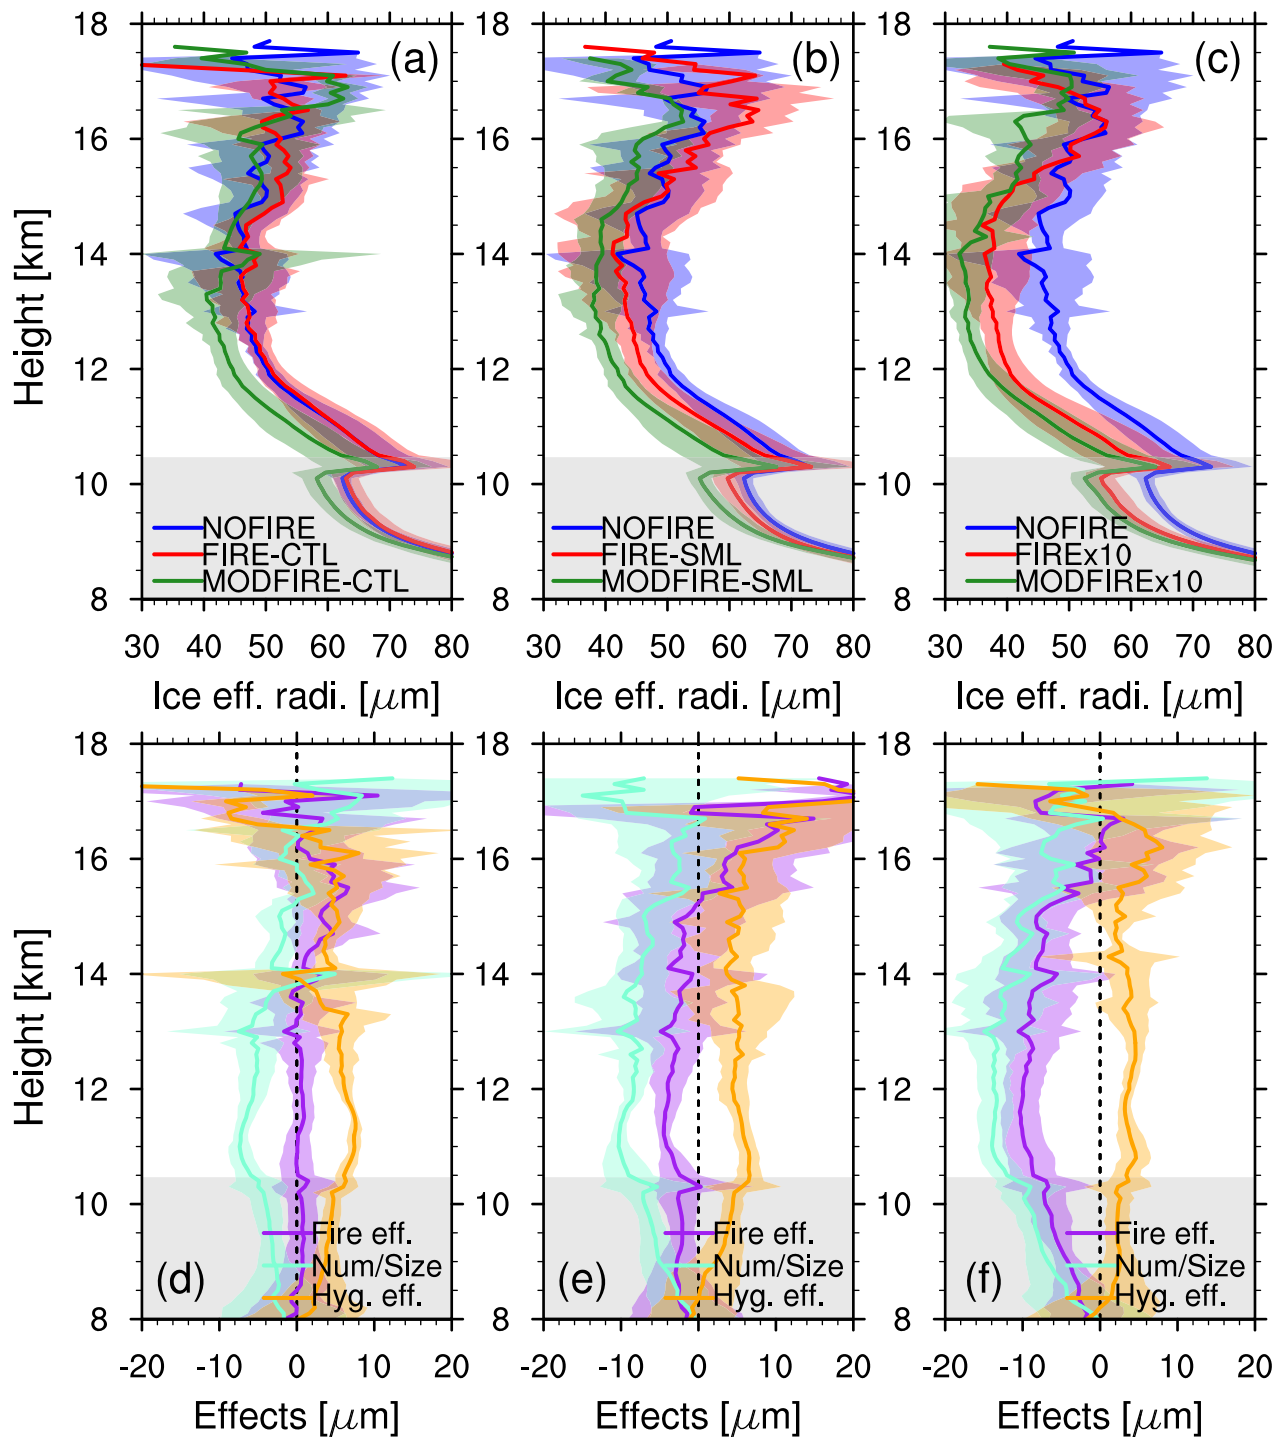 18 18 18
(a) (b) (c)
16 16 16
14 14 14
Height [km]
12 12 12
10 10 10
NOFIRE NOFIRE NOFIRE
FIRE-CTL FIRE-SML FIREx10
MODFIRE-CTL MODFIRE-SML MODFIREx10
8 8 8
30 40 50 60 70 80 30 40 50 60 70 80 30 40 50 60 70 80
Ice eff. radi. [μm] Ice eff. radi. [μm] Ice eff. radi. [μm]
18 18 18
16 16 16
14 14 14
Height [km]
12 12 12
10 10 10
Fire eff. Fire eff. Fire eff.
(d) Num/Size (e) Num/Size (f) Num/Size
Hyg. eff. Hyg. eff. Hyg. eff.
8 8 8
-20 -10 0 10 20 -20 -10 0 10 20 -20 -10 0 10 20
Effects [μm] Effects [μm] Effects [μm]